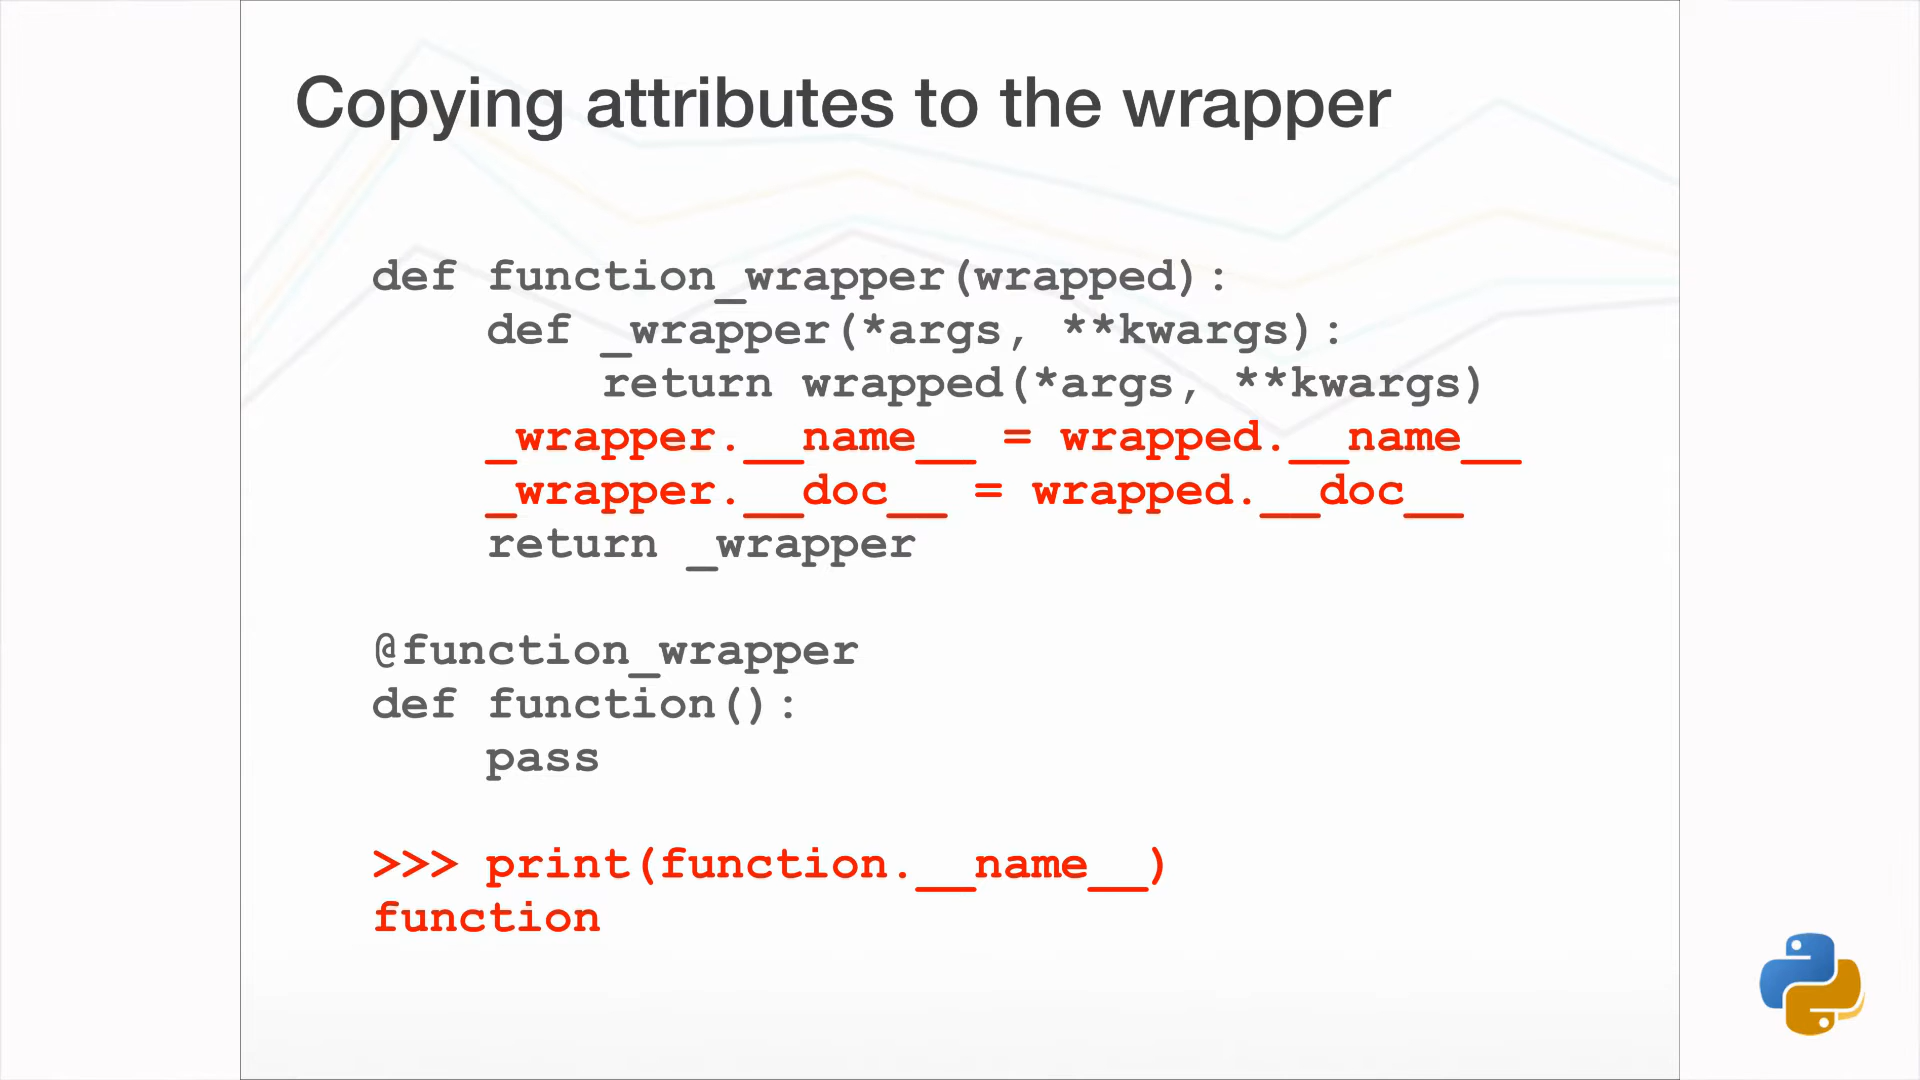 Copying attributes to the wrapper
def function_wrapper(wrapped):
    def _wrapper(*args, **kwargs):
        return wrapped(*args, **kwargs)
    _wrapper.__name__ = wrapped.__name__
    _wrapper.__doc__ = wrapped.__doc__
    return _wrapper
@function_wrapper
def function():
    pass
>>> print(function.__name__)
function